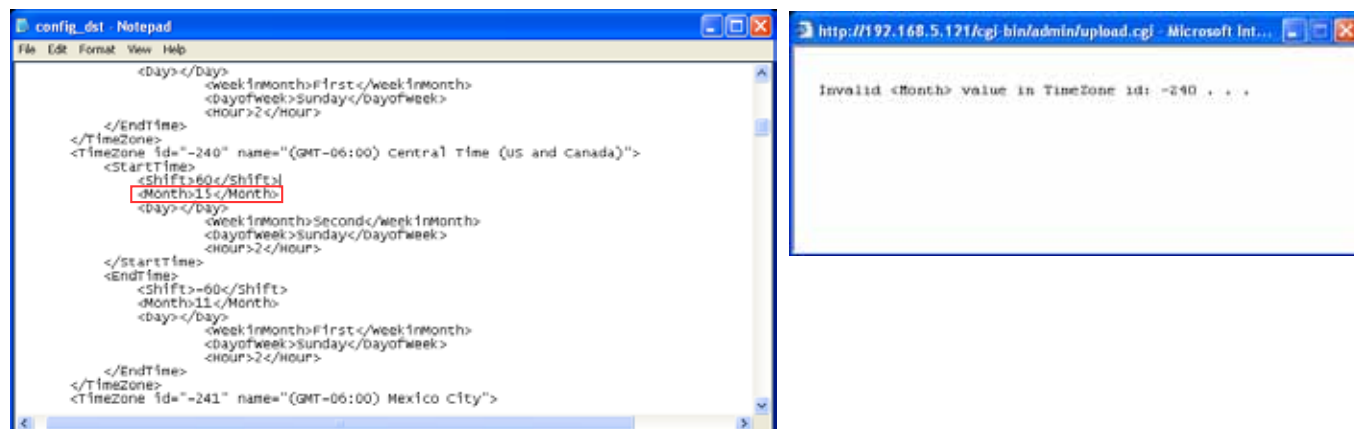 config_dst - Notepad
File Edit Format View Help
<Day></Day>
<WeekinMonth>First</WeekinMonth>
<DayofWeek>Sunday</DayofWeek>
<Hour>2</Hour>
</EndTime>
</TimeZone>
<TimeZone id="-240" name="(GMT-06:00) Central Time (US and Canada)">
<StartTime>
<Shift>60</Shift>
<Month>15</Month>
<Day></Day>
<WeekinMonth>Second</WeekinMonth>
<DayofWeek>Sunday</DayofWeek>
<Hour>2</Hour>
</StartTime>
<EndTime>
<Shift>-60</Shift>
<Month>11</Month>
<Day></Day>
<WeekinMonth>First</WeekinMonth>
<DayofWeek>Sunday</DayofWeek>
<Hour>2</Hour>
</EndTime>
</TimeZone>
<TimeZone id="-241" name="(GMT-06:00) Mexico City">
http://192.168.5.121/cgi-bin/admin/upload.cgi - Microsoft Int...
Invalid <Month> value in TimeZone id: -240 . . .